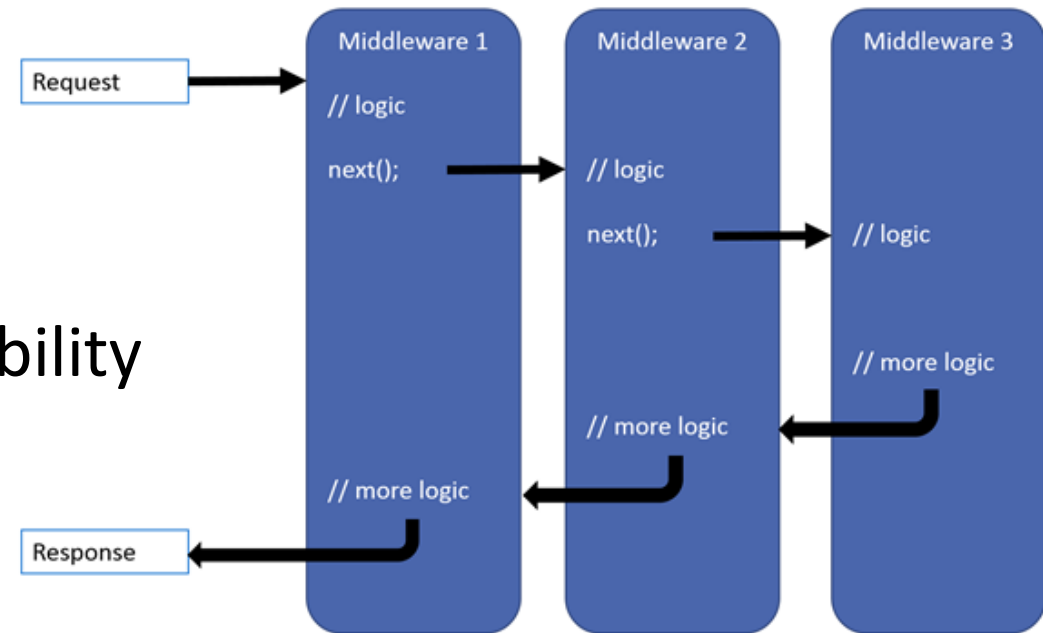 Middleware 1
Middleware 2
Middleware 3
Request
// logic
next();
// logic
next();
// logic
bility
// more logic
// more logic
// more logic
Response